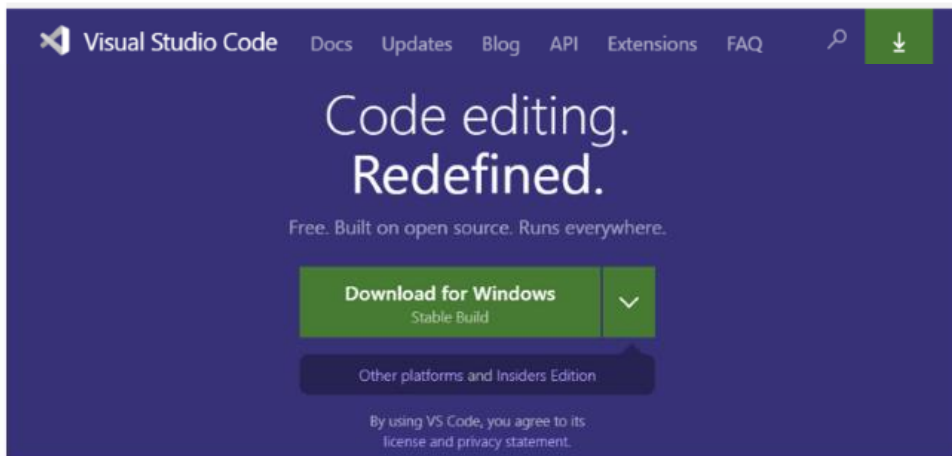 Visual Studio Code Docs Updates Blog API Extensions FAQ
Code editing.
Redefined.
Free. Built on open source. Runs everywhere.
Download for Windows
Stable Build
Other platforms and Insiders Edition
By using VS Code, you agree to its
license and privacy statement.